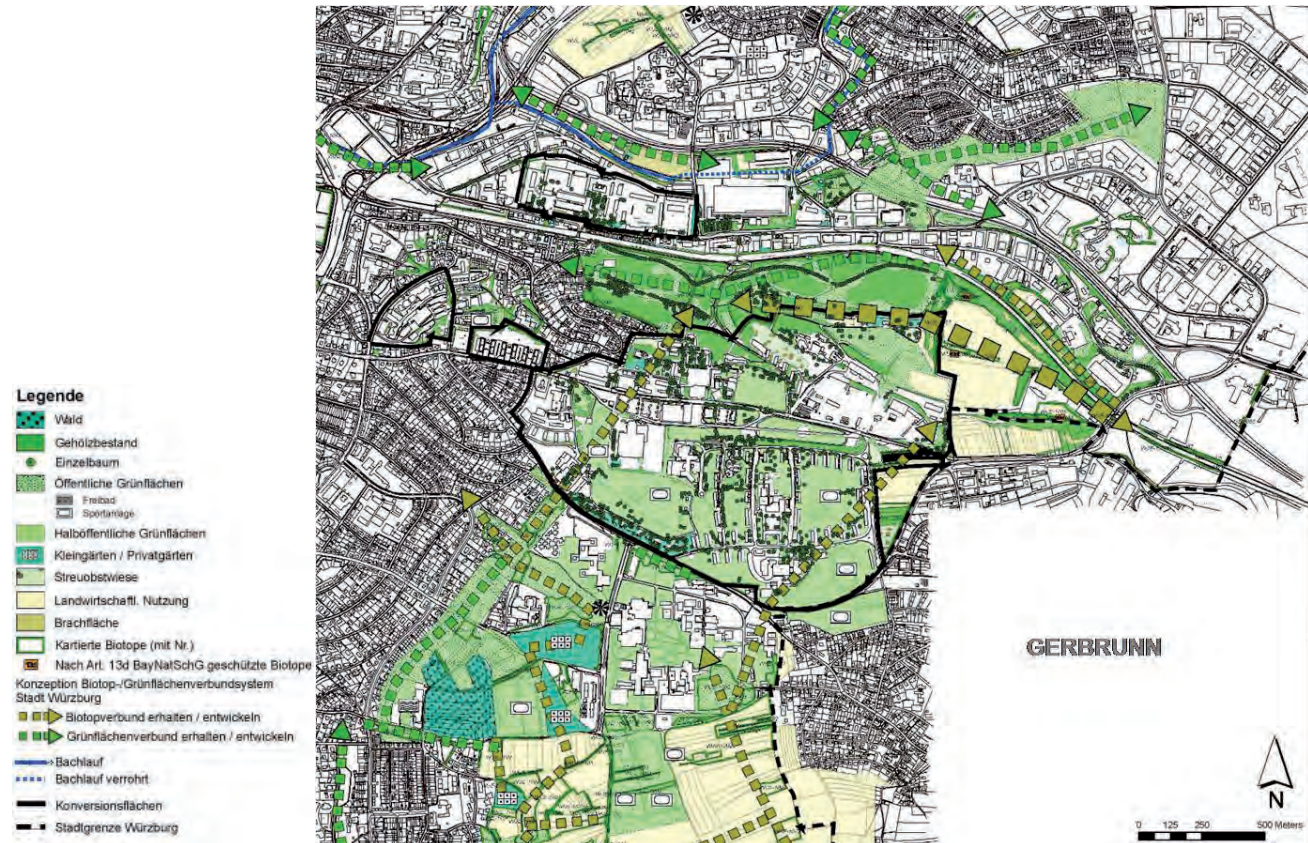 Legende
Wald
Gehölzbestand
Einzelbaum
Öffentliche Grünflächen
Freibad
Sportanlage
Halböffentliche Grünflächen
Kleingärten / Privatgärten
Streuobstwiese
Landwirtschaftl. Nutzung
Brachfläche
Kartierte Biotope (mit Nr.)
Nach Art. 13d BayNatSchG geschützte Biotope
Konzeption Biotop-/Grünflächenverbundsystem
Stadt Würzburg
Biotopverbund erhalten / entwickeln
Grünflächenverbund erhalten / entwickeln
Bachlauf
Bachlauf verrohrt
Konversionsflächen
Stadtgrenze Würzburg
GERBRUNN
N
0 125 250 500 Meters